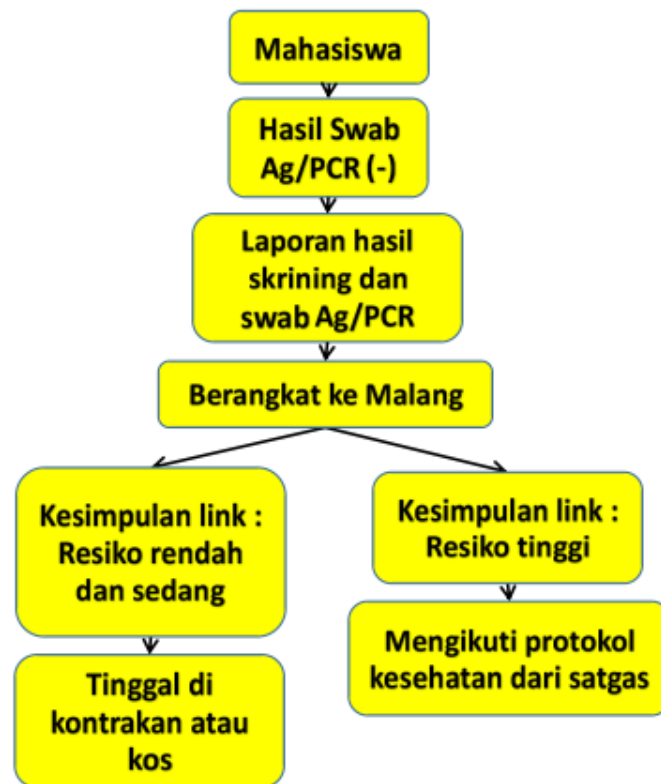 Mahasiswa
Hasil Swab
Ag/PCR (-)
Laporan hasil
skrining dan
swab Ag/PCR
Berangkat ke Malang
Kesimpulan link :
Resiko rendah
dan sedang
Tinggal di
kontrakan atau
kos
Kesimpulan link :
Resiko tinggi
Mengikuti protokol
kesehatan dari satgas